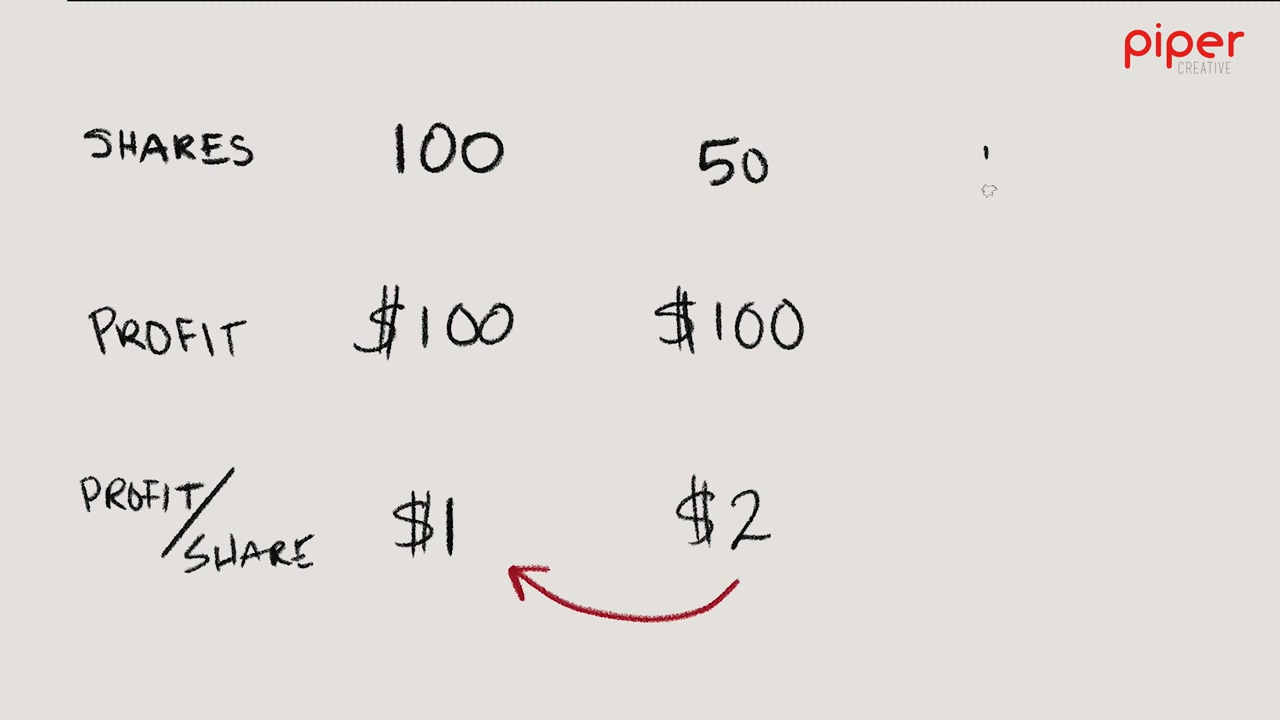 piper
CREATIVE
SHARES 100 50
PROFIT $100 $100
PROFIT/SHARE $1 $2